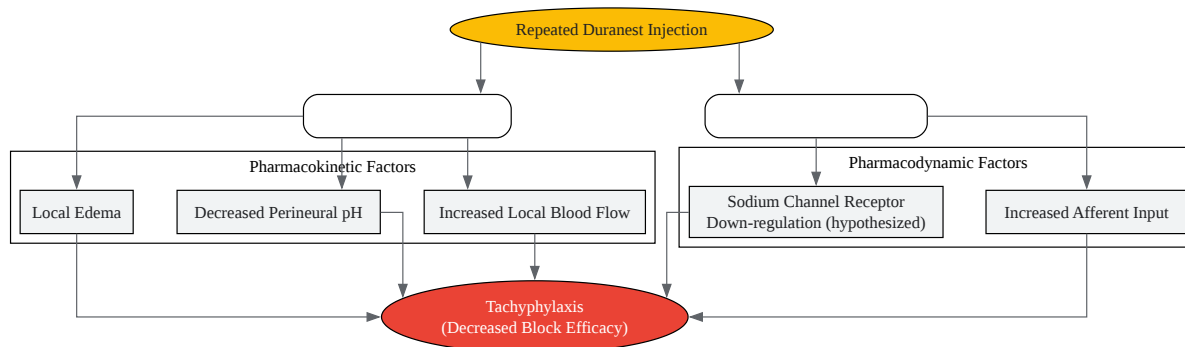 Repeated Duranest Injection
Pharmacokinetic Factors
Pharmacodynamic Factors
Local Edema
Decreased Perineural pH
Increased Local Blood Flow
Sodium Channel Receptor
Down-regulation (hypothesized)
Increased Afferent Input
Tachyphylaxis
(Decreased Block Efficacy)